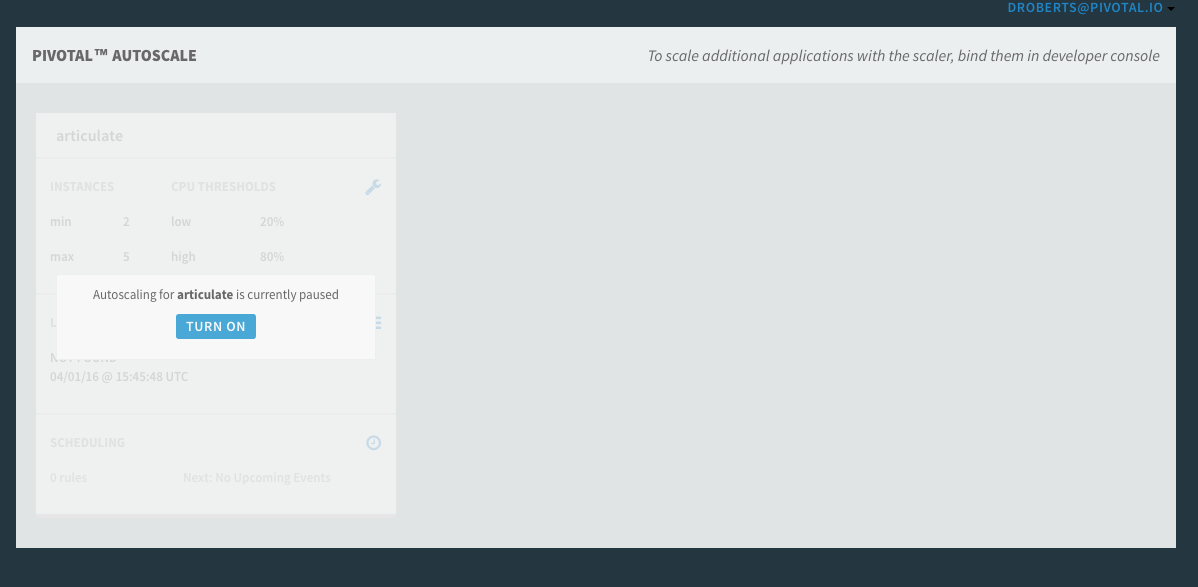 DROBERTS@PIVOTAL.IO
PIVOTAL™ AUTOSCALE
To scale additional applications with the scaler, bind them in developer console
articulate
INSTANCES CPU THRESHOLDS
min 2 low 20%
max 5 high 80%
Autoscaling for articulate is currently paused
TURN ON
04/01/16 @ 15:45:48 UTC
SCHEDULING
0 rules Next: No Upcoming Events